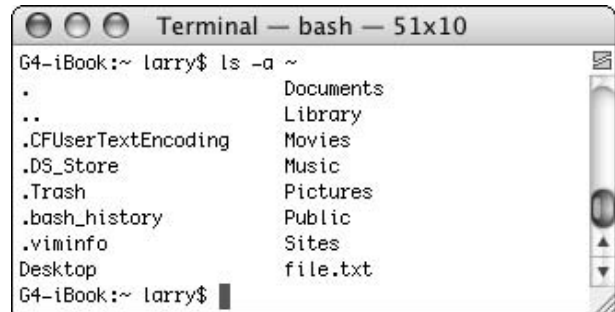 Terminal — bash — 51x10
G4-iBook:~ larry$ ls -a ~
. Documents
.. Library
.CFUserTextEncoding Movies
.DS_Store Music
.Trash Pictures
.bash_history Public
.viminfo Sites
Desktop file.txt
G4-iBook:~ larry$